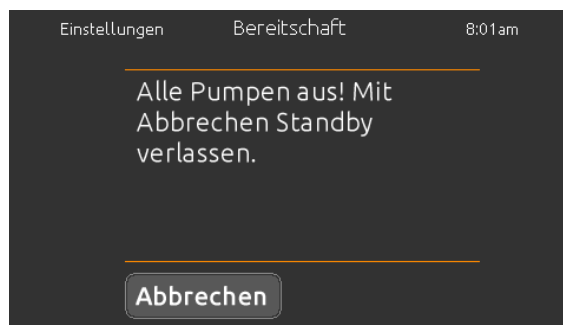 Einstellungen Bereitschaft 8:01am
Alle Pumpen aus! Mit
Abbrechen Standby
verlassen.
Abbrechen